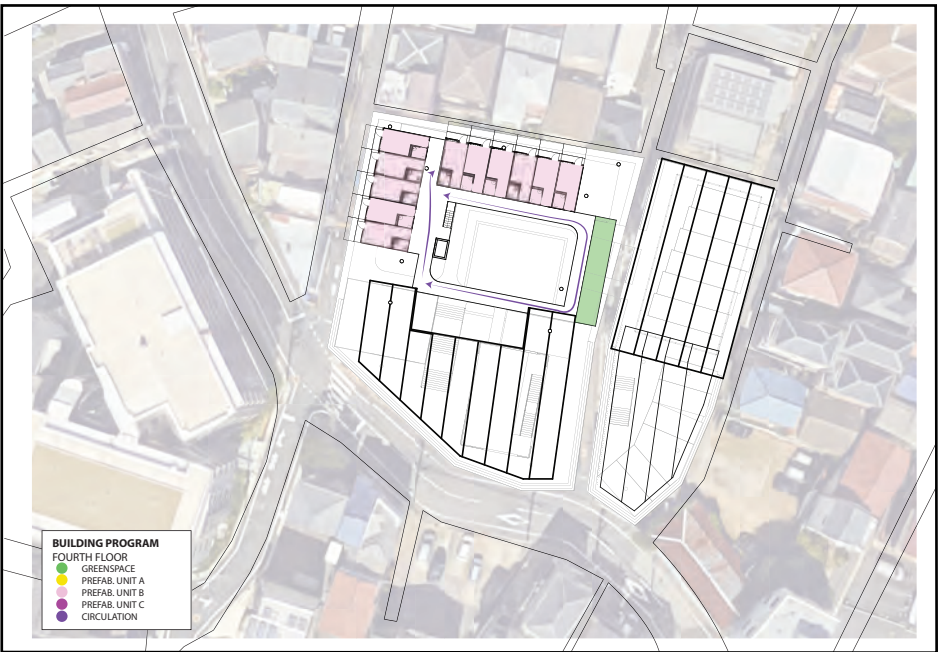 BUILDING PROGRAM
FOURTH FLOOR
GREENSPACE
PREFAB. UNIT A
PREFAB. UNIT B
PREFAB. UNIT C
CIRCULATION